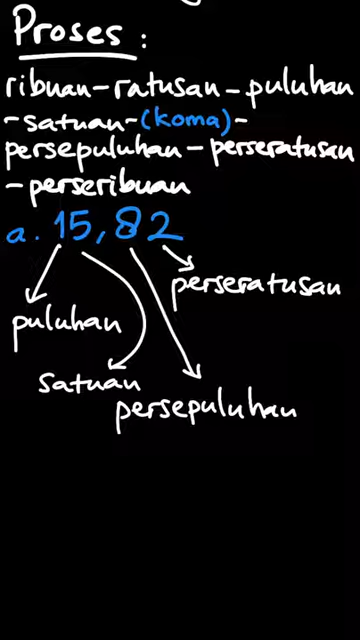 Proses :
ribuan - ratusan - puluhan
- satuan - (koma) -
persepuluhan - perseratusan
- perseribuan
a. 15,82
perseratusan
puluhan
satuan
persepuluhan